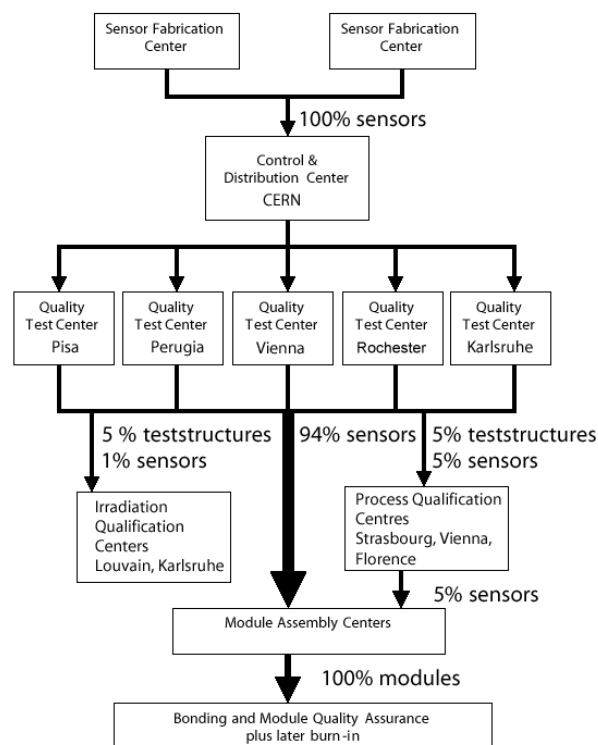 Sensor Fabrication
Center
Sensor Fabrication
Center
100% sensors
Control &
Distribution Center
CERN
Quality
Test Center
Pisa
Quality
Test Center
Perugia
Quality
Test Center
Vienna
Quality
Test Center
Rochester
Quality
Test Center
Karlsruhe
5 % teststructures
1% sensors
94% sensors
5% teststructures
5% sensors
Irradiation
Qualification
Centers
Louvain, Karlsruhe
Process Qualification
Centres
Strasbourg, Vienna,
Florence
5% sensors
Module Assembly Centers
100% modules
Bonding and Module Quality Assurance
plus later burn-in